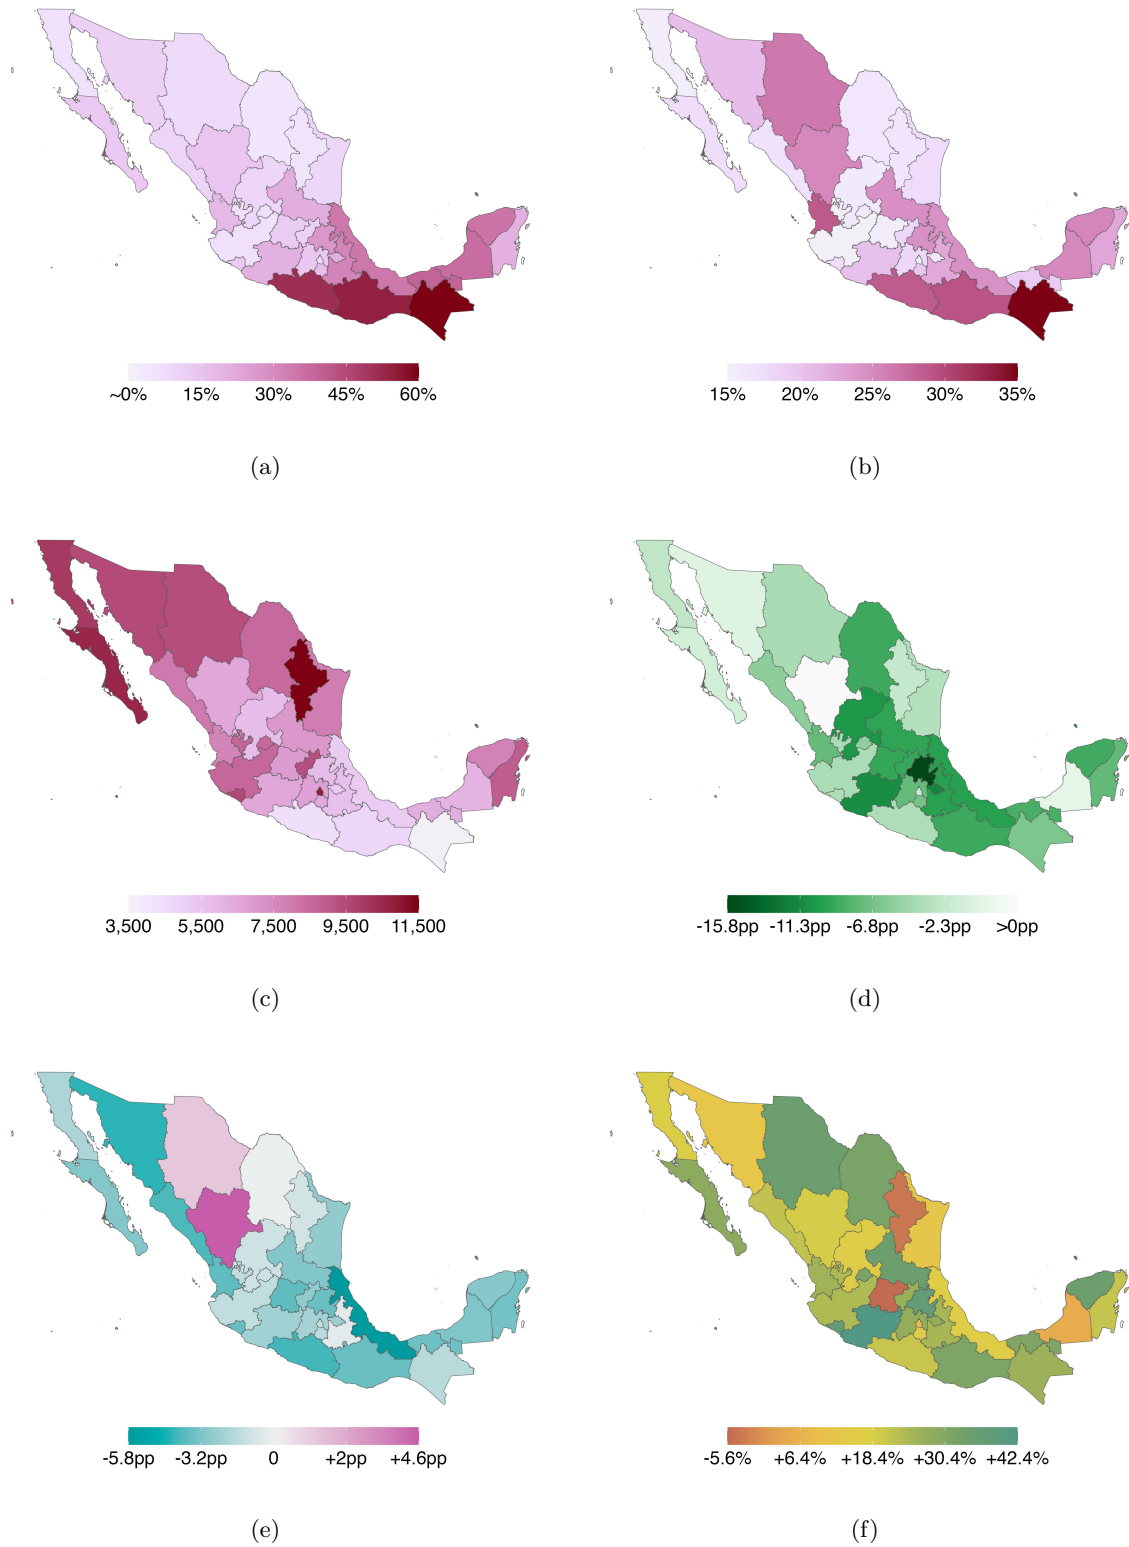 ~0% 15% 30% 45% 60%
15% 20% 25% 30% 35%
(a)
(b)
3,500 5,500 7,500 9,500 11,500
-15.8pp -11.3pp -6.8pp -2.3pp >0pp
(c)
(d)
-5.8pp -3.2pp 0 +2pp +4.6pp
-5.6% +6.4% +18.4% +30.4% +42.4%
(e)
(f)